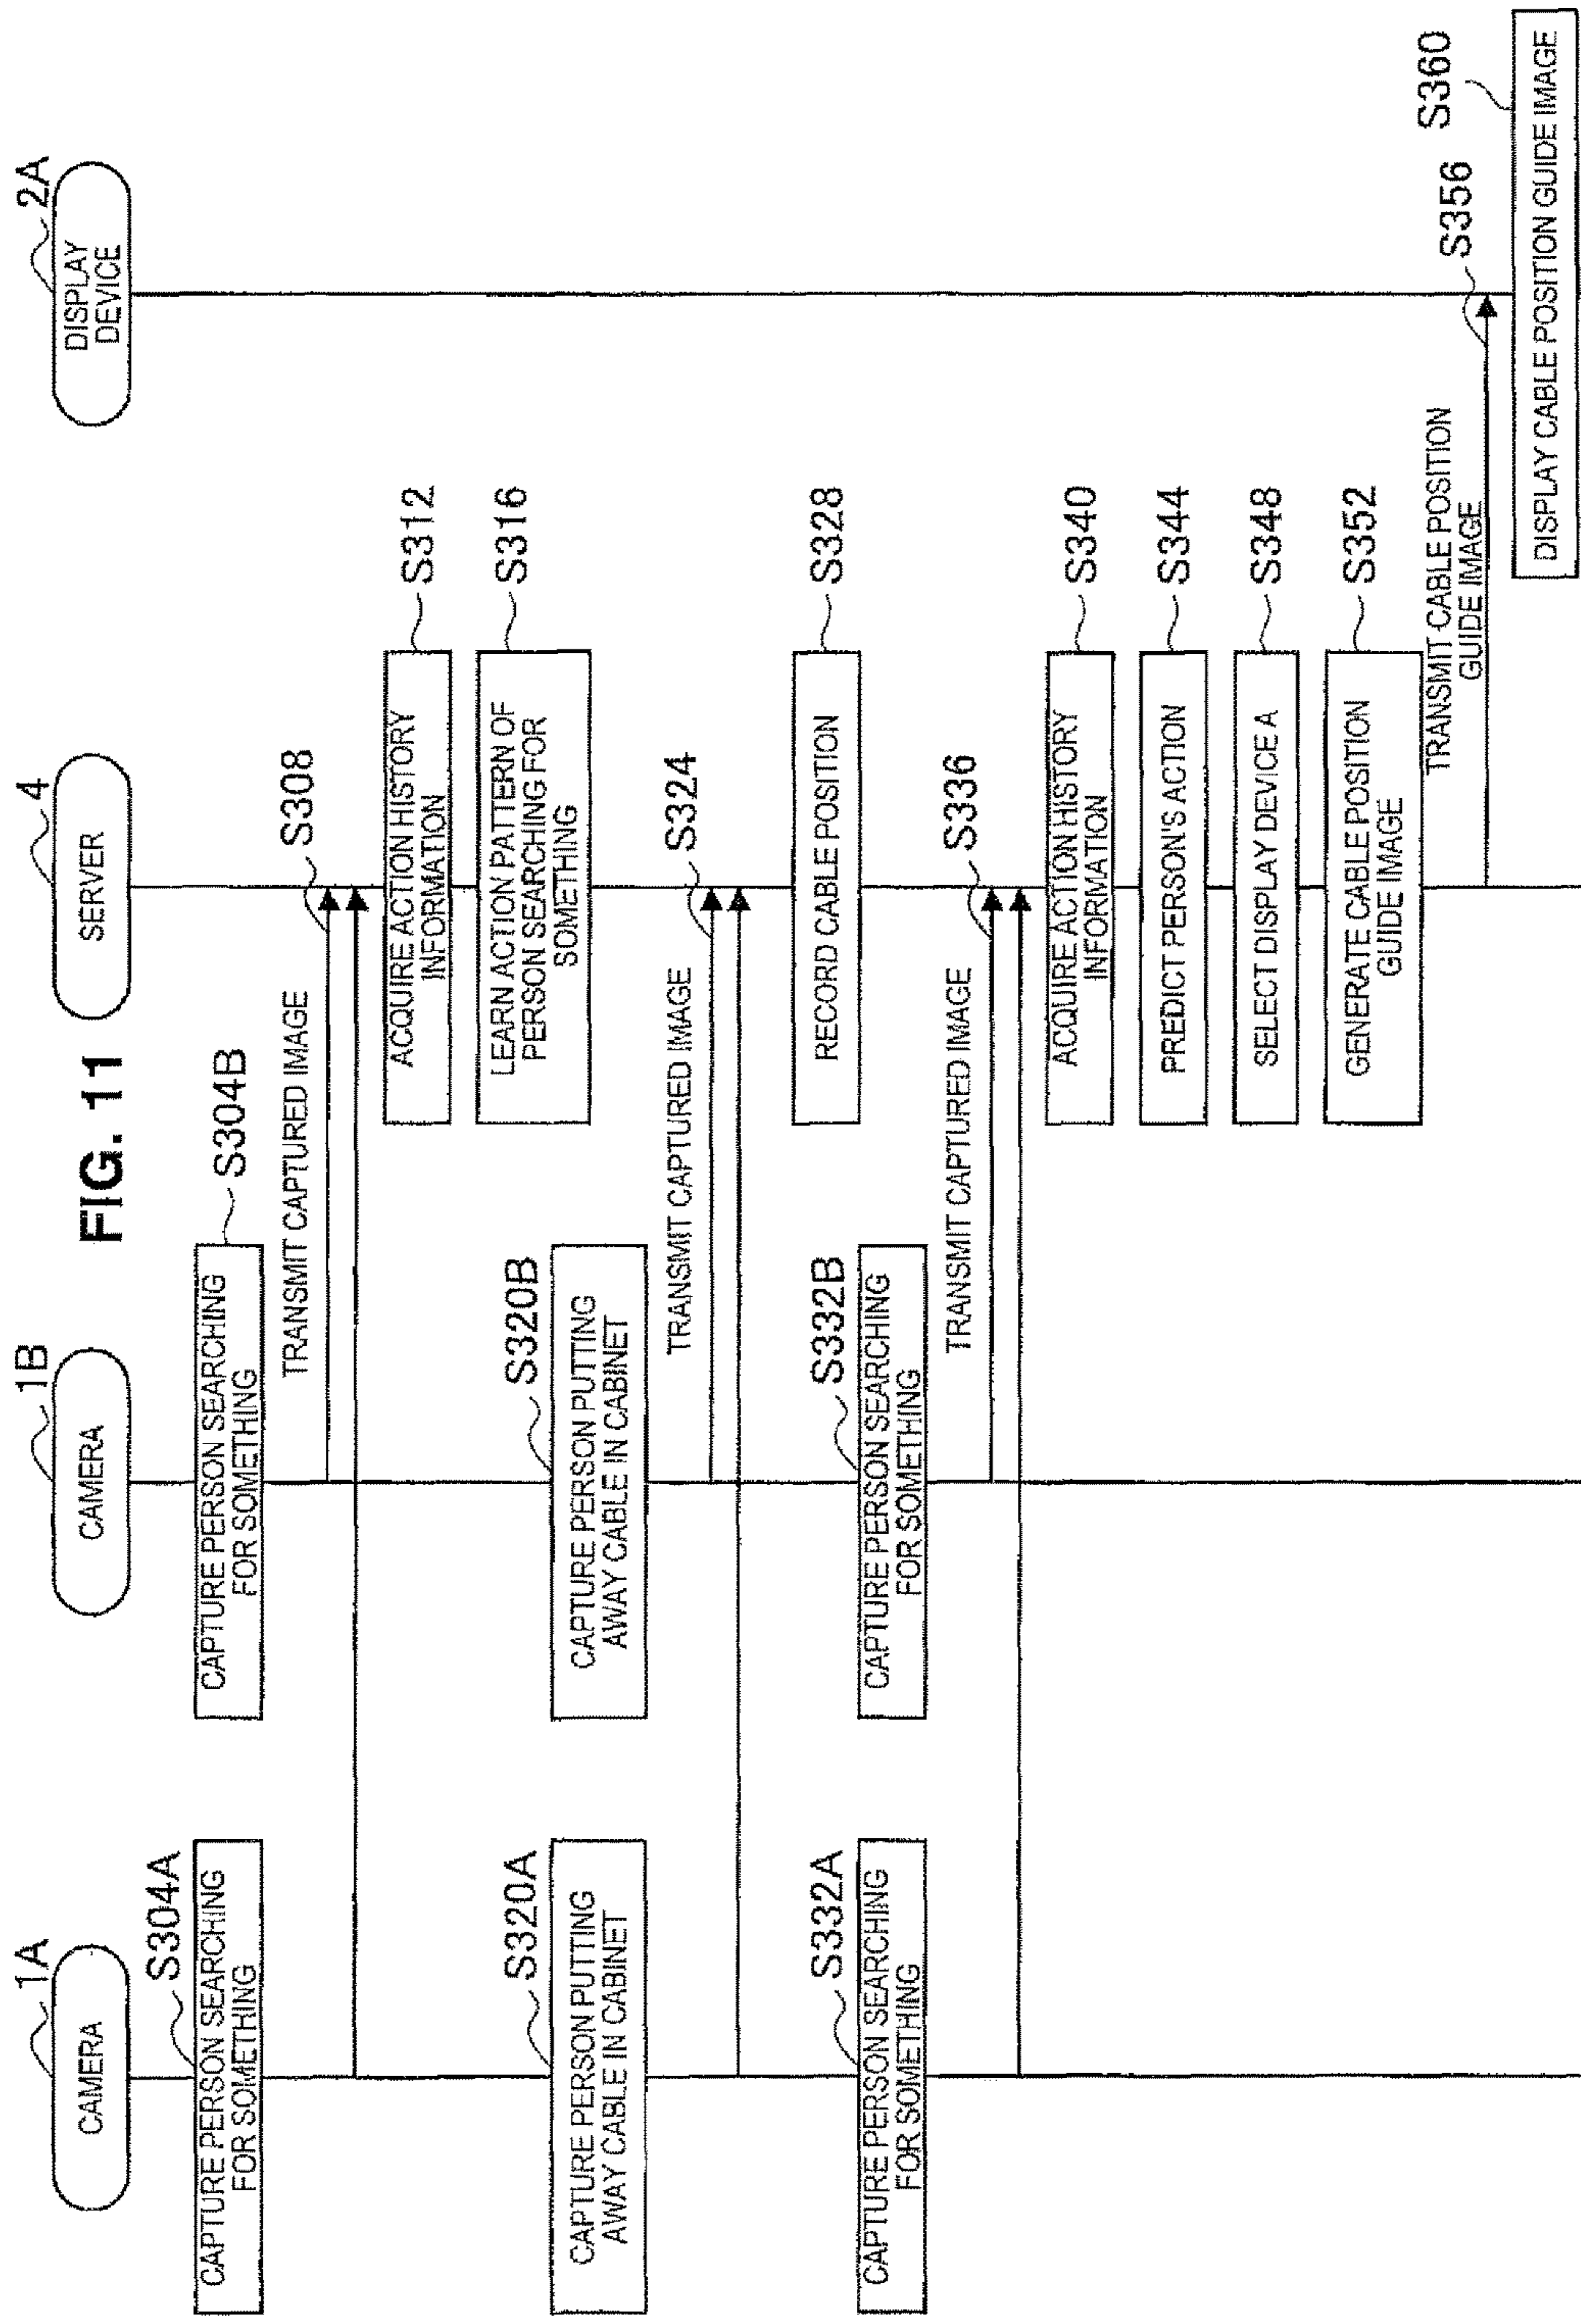 FIG. 11
1A
CAMERA
1B
CAMERA
4
SERVER
2A
DISPLAY
DEVICE
S304A
CAPTURE PERSON SEARCHING
FOR SOMETHING
S304B
CAPTURE PERSON SEARCHING
FOR SOMETHING
TRANSMIT CAPTURED IMAGE
S308
ACQUIRE ACTION HISTORY
INFORMATION
S312
LEARN ACTION PATTERN OF
PERSON SEARCHING FOR
SOMETHING
S316
S320A
CAPTURE PERSON PUTTING
AWAY CABLE IN CABINET
S320B
CAPTURE PERSON PUTTING
AWAY CABLE IN CABINET
TRANSMIT CAPTURED IMAGE
S324
RECORD CABLE POSITION
S328
S332A
CAPTURE PERSON SEARCHING
FOR SOMETHING
S332B
CAPTURE PERSON SEARCHING
FOR SOMETHING
TRANSMIT CAPTURED IMAGE
S336
ACQUIRE ACTION HISTORY
INFORMATION
S340
PREDICT PERSON'S ACTION
S344
SELECT DISPLAY DEVICE A
S348
GENERATE CABLE POSITION
GUIDE IMAGE
S352
TRANSMIT CABLE POSITION
GUIDE IMAGE
S356
S360
DISPLAY CABLE POSITION GUIDE IMAGE